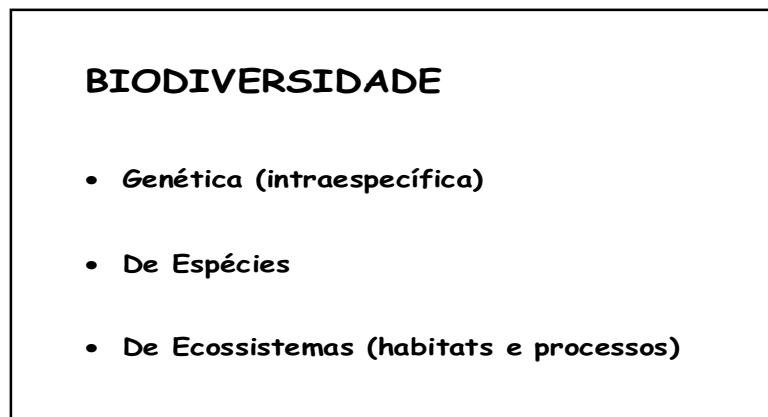 BIODIVERSIDADE
• Genética (intraespecífica)
• De Espécies
• De Ecossistemas (habitats e processos)